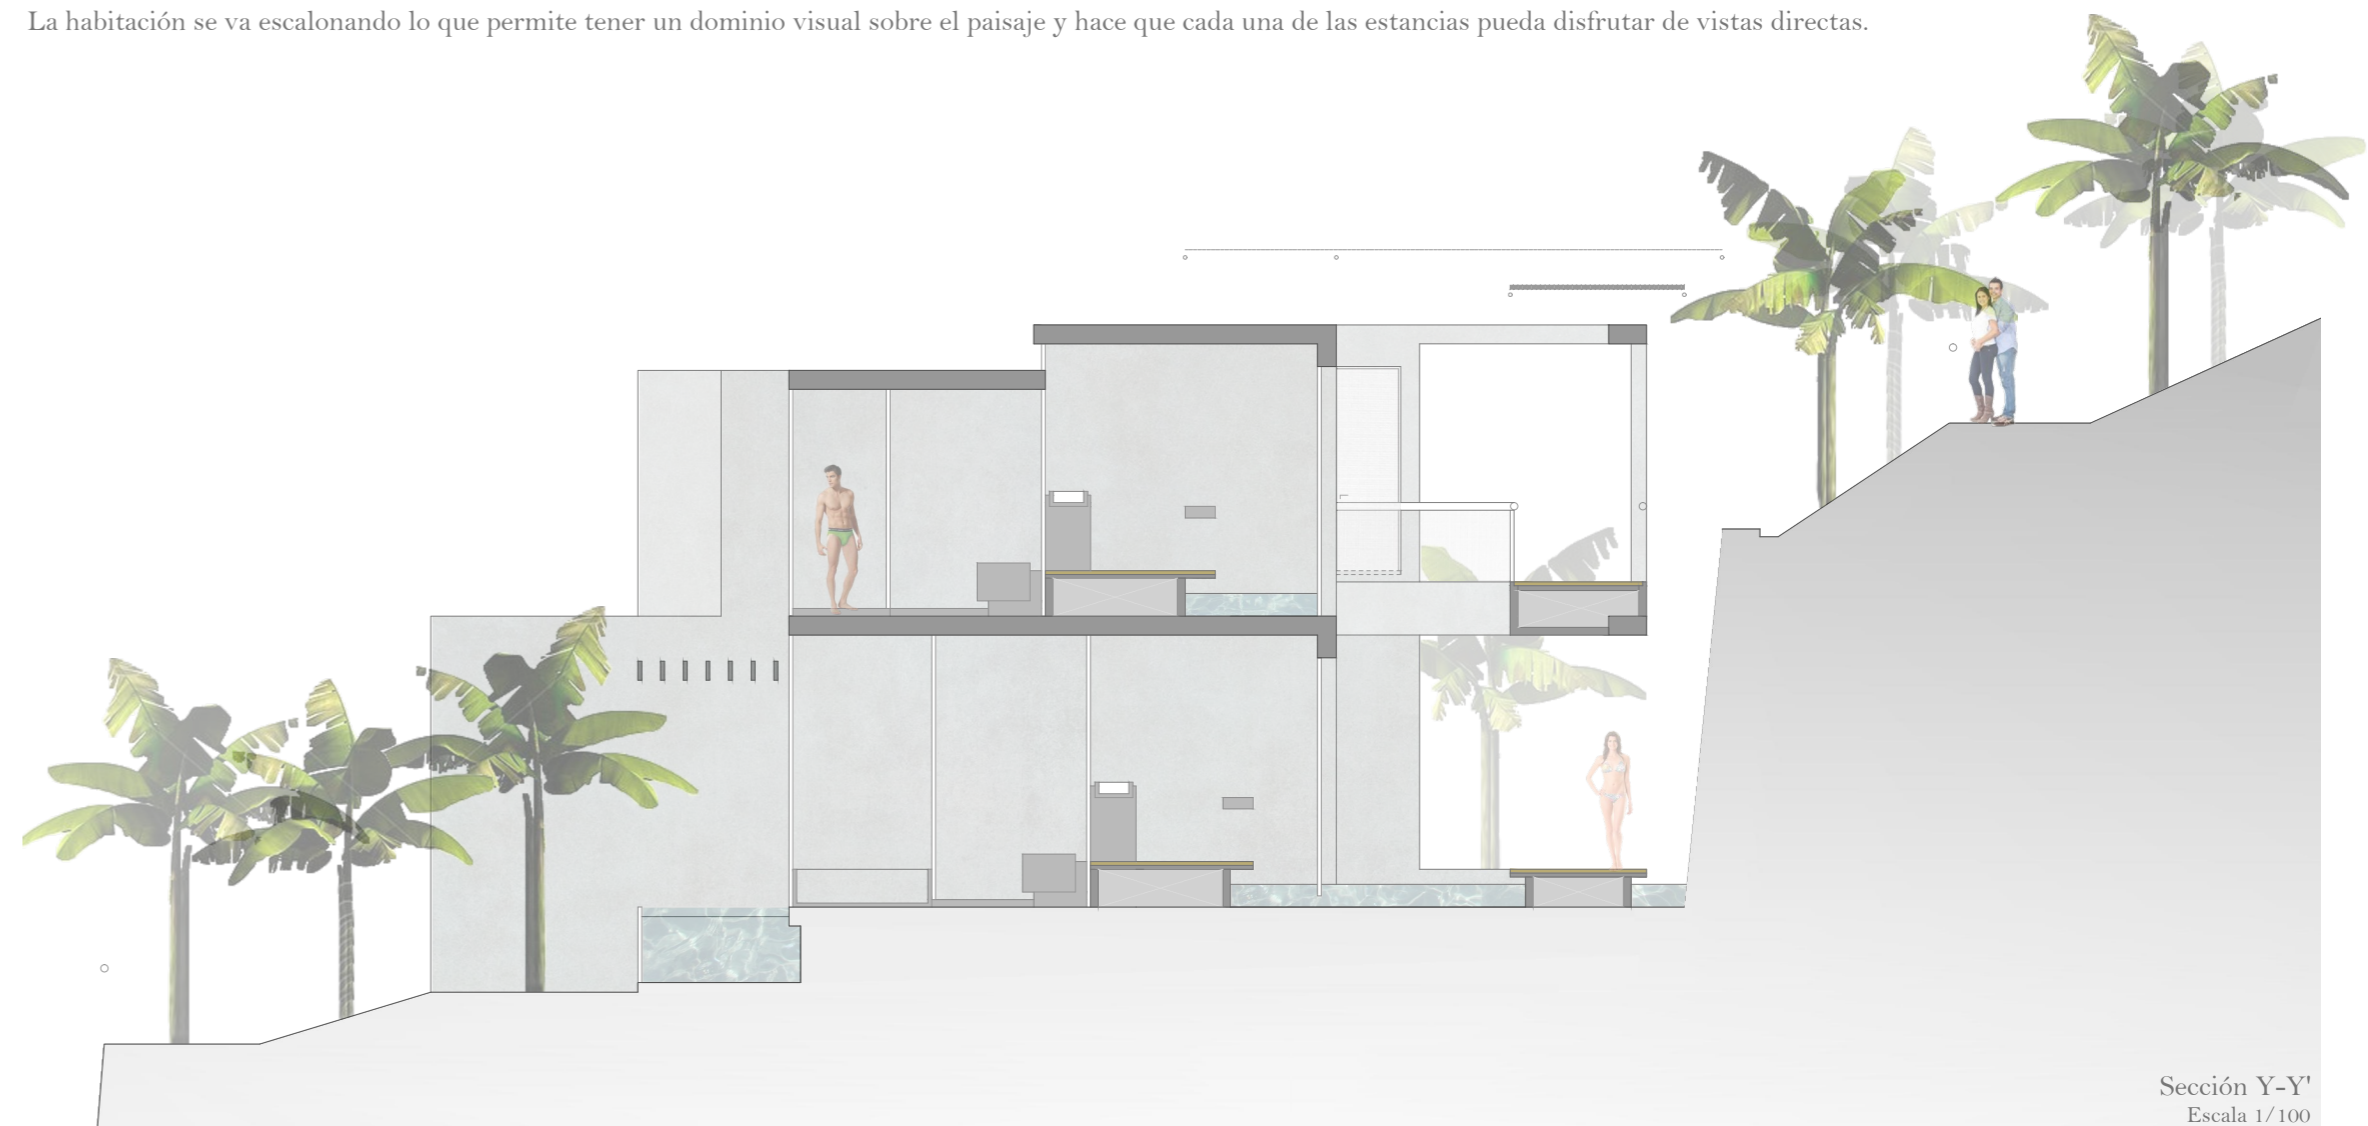 La habitación se va escalonando lo que permite tener un dominio visual sobre el paisaje y hace que cada una de las estancias pueda disfrutar de vistas directas.
Sección Y-Y'
Escala 1/100